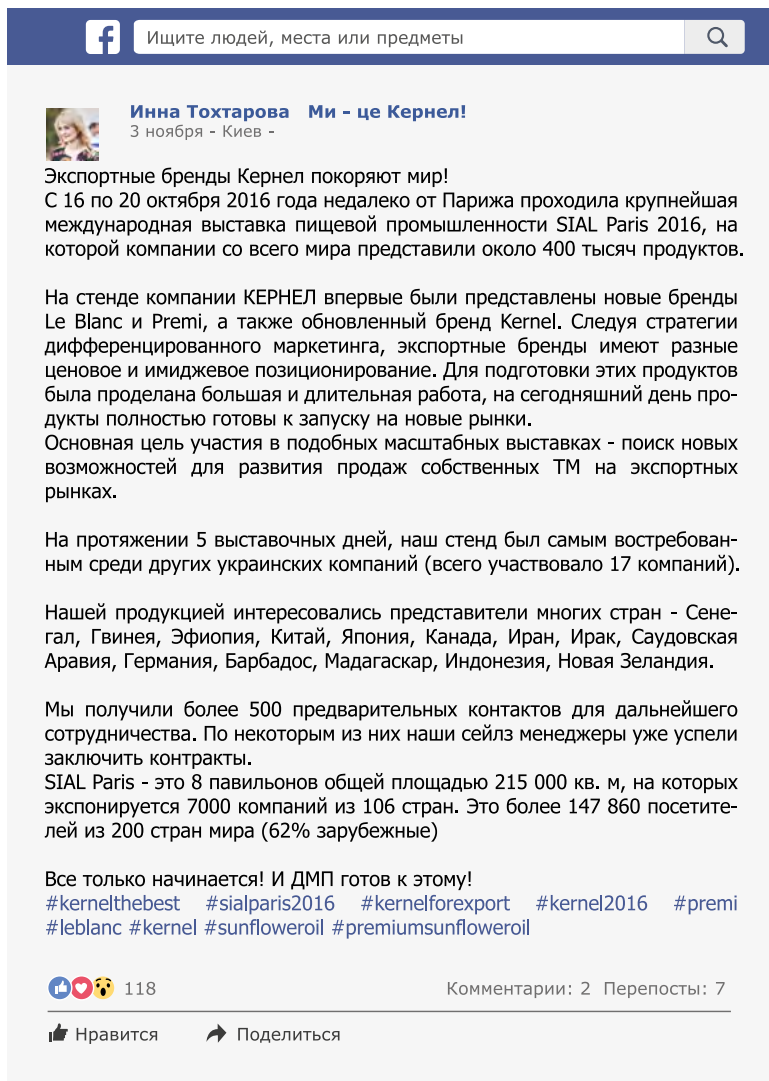 Ищите людей, места или предметы
Инна Тохтарова Ми - це Кернел!
3 ноября - Киев -
Экспортные бренды Кернел покоряют мир!
С 16 по 20 октября 2016 года недалеко от Парижа проходила крупнейшая
международная выставка пищевой промышленности SIAL Paris 2016, на
которой компании со всего мира представили около 400 тысяч продуктов.
На стенде компании КЕРНЕЛ впервые были представлены новые бренды
Le Blanc и Premi, а также обновленный бренд Kernel. Следуя стратегии
дифференцированного маркетинга, экспортные бренды имеют разные
ценовое и имиджевое позиционирование. Для подготовки этих продуктов
была проделана большая и длительная работа, на сегодняшний день про-
дукты полностью готовы к запуску на новые рынки.
Основная цель участия в подобных масштабных выставках - поиск новых
возможностей для развития продаж собственных ТМ на экспортных
рынках.
На протяжении 5 выставочных дней, наш стенд был самым востребован-
ным среди других украинских компаний (всего участвовало 17 компаний).
Нашей продукцией интересовались представители многих стран - Сене-
гал, Гвинея, Эфиопия, Китай, Япония, Канада, Иран, Ирак, Саудовская
Аравия, Германия, Барбадос, Мадагаскар, Индонезия, Новая Зеландия.
Мы получили более 500 предварительных контактов для дальнейшего
сотрудничества. По некоторым из них наши сейлз менеджеры уже успели
заключить контракты.
SIAL Paris - это 8 павильонов общей площадью 215 000 кв. м, на которых
экспонируется 7000 компаний из 106 стран. Это более 147 860 посетите-
лей из 200 стран мира (62% зарубежные)
Все только начинается! И ДМП готов к этому!
#kernelthebest #sialparis2016 #kernelforexport #kernel2016 #premi
#leblanc #kernel #sunfloweroil #premiumsunfloweroil
118 Комментарии: 2 Перепосты: 7
Нравится Поделиться